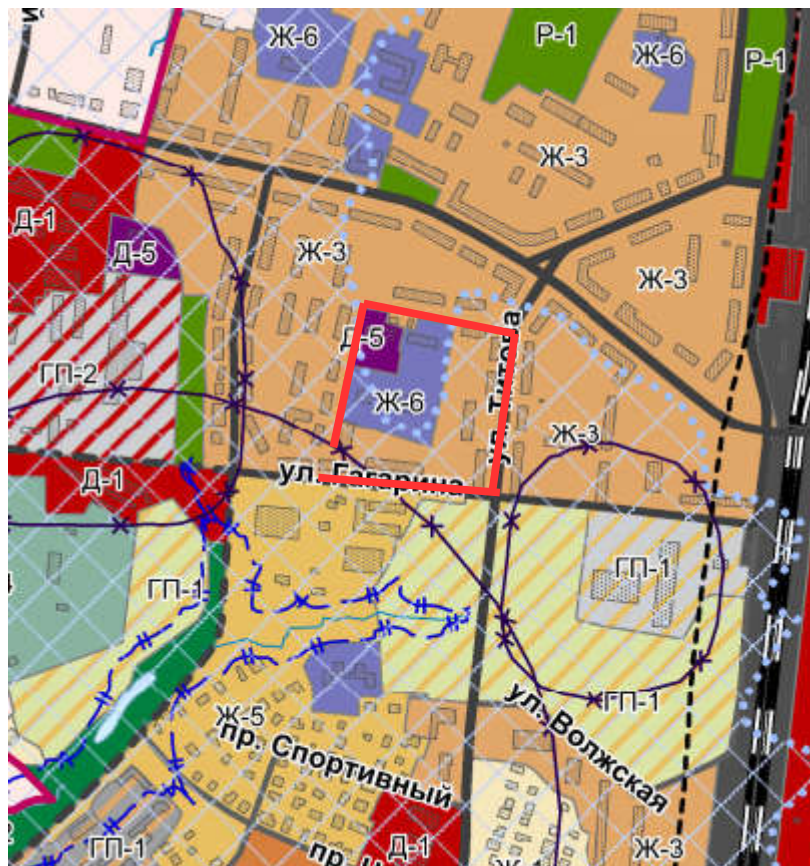 Ж-6
Р-1
Ж-6
Р-1
Ж-3
Д-1
Д-5
Ж-3
Ж-3
Д-5
ГП-2
Ж-6
ул. Титова
Ж-3
Д-1
ул. Гагарина
ГП-1
ГП-1
ГП-1
Ж-5
ул. Волжская
пр. Спортивный
ГП-1
Д-1
Ж-3